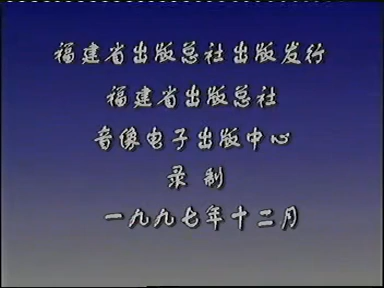 福建省出版总社出版发行
福建省出版总社
音像电子出版中心
录制
一九九七年十二月